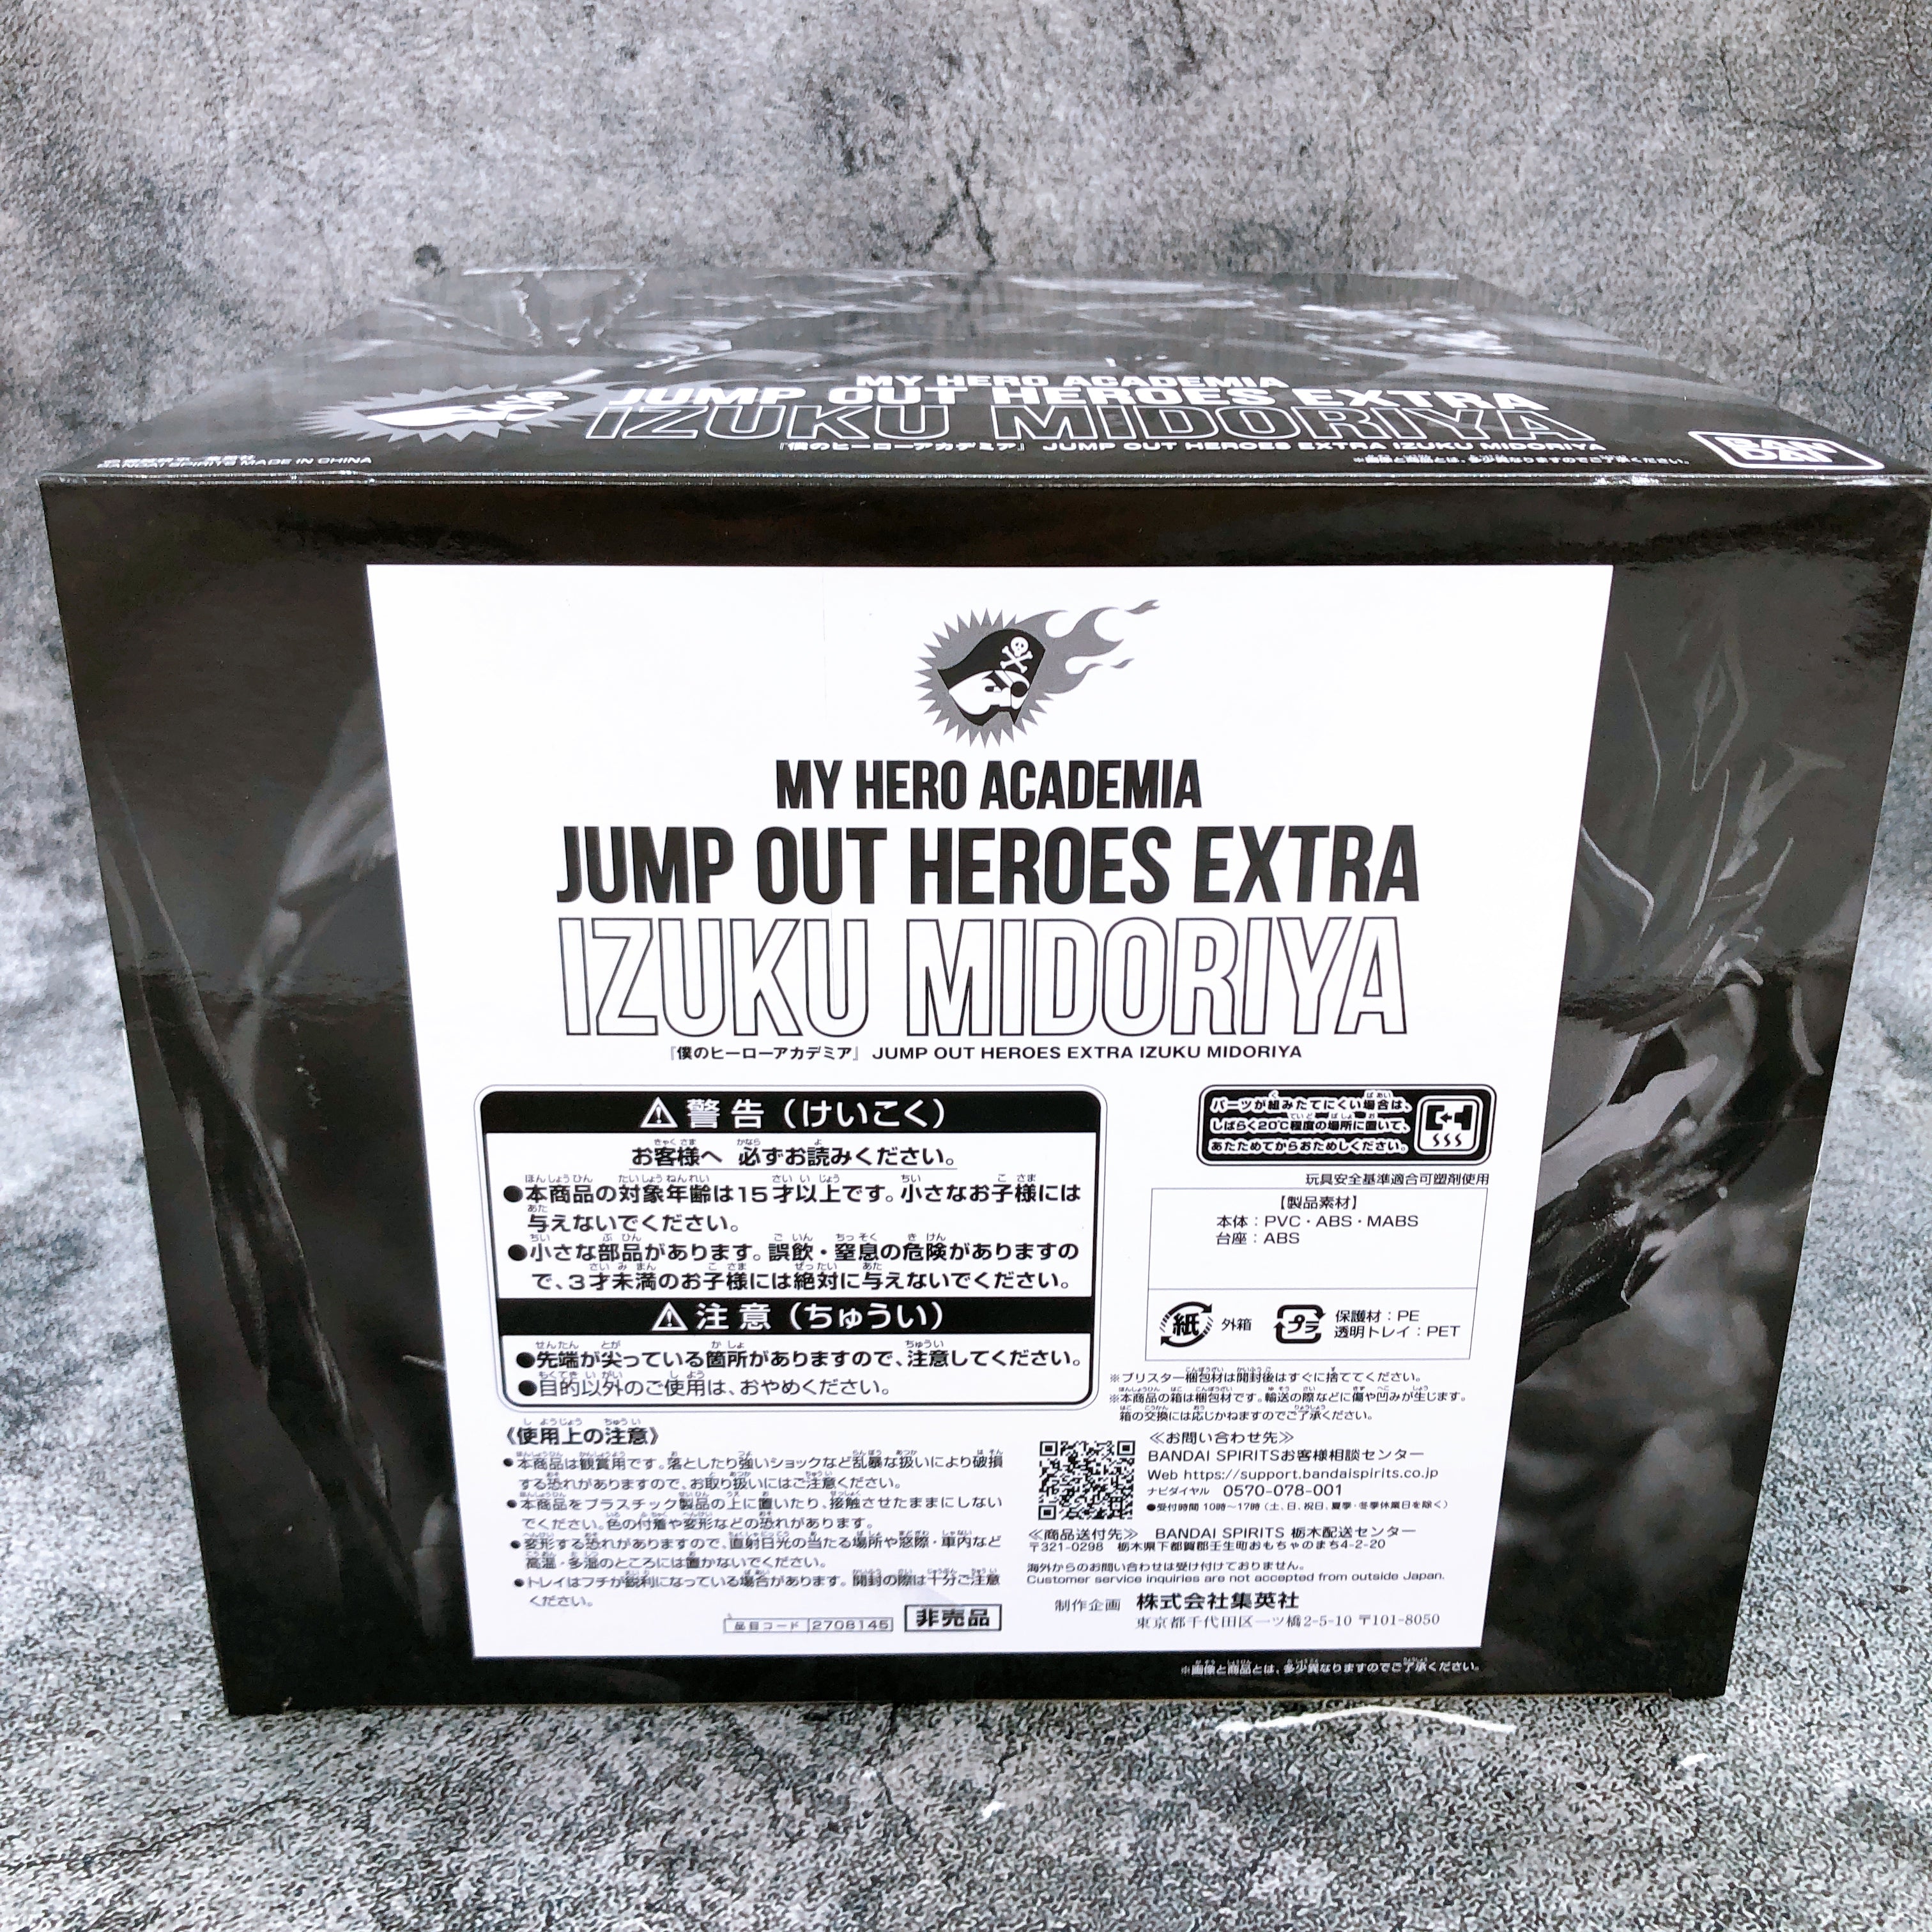 MY HERO ACADEMIA
JUMP OUT HEROES EXTRA
IZUKU MIDORIYA
『僕のヒーローアカデミア』 JUMP OUT HEROES EXTRA IZUKU MIDORIYA
※画像と商品とは、多少異なりますのでご了承ください。
BANDAI SPIRITS MADE IN CHINA
BAN
DAI
MY HERO ACADEMIA
JUMP OUT HEROES EXTRA
IZUKU MIDORIYA
『僕のヒーローアカデミア』 JUMP OUT HEROES EXTRA IZUKU MIDORIYA
警告(けいこく)
お客様へ 必ずお読みください。
●本商品の対象年齢は15才以上です。小さなお子様には
与えないでください。
●小さな部品があります。誤飲・窒息の危険がありますの
で、3才未満のお子様には絶対に与えないでください。
注意(ちゅうい)
●先端が尖っている箇所がありますので、注意してください。
●目的以外のご使用は、おやめください。
《使用上の注意》
●本商品は観賞用です。落としたり強いショックなど乱暴な扱いにより破損
する恐れがありますので、お取り扱いにはご注意ください。
●本商品をプラスチック製品の上に置いたり、接触させたままにしない
でください。色の付着や変形などの恐れがあります。
●変形する恐れがありますので、直射日光の当たる場所や窓際・車内など
高温・多湿のところには置かないでください。
●トレイはフチが鋭利になっている場合があります。開封の際は十分ご注意
ください。
品目コード 2708145 非売品
パーツが組みたてにくい場合は、
しばらく20℃程度の場所に置いて、
あたためてからおためしください。
玩具安全基準適合可塑剤使用
【製品素材】
本体：PVC・ABS・MABS
台座：ABS
紙 外箱
プラ 保護材：PE
透明トレイ：PET
※ブリスター梱包材は開封後はすぐに捨ててください。
※本商品の箱は梱包材です。輸送の際などに傷や凹みが生じます。
箱の交換には応じかねますのでご了承ください。
≪お問い合わせ先≫
BANDAI SPIRITSお客様相談センター
Web https://support.bandaispirits.co.jp
ナビダイヤル 0570-078-001
●受付時間 10時〜17時（土、日、祝日、夏季・冬季休業日を除く）
≪商品送付先≫ BANDAI SPIRITS 栃木配送センター
〒321-0298 栃木県下都賀郡壬生町おもちゃのまち4-2-20
海外からのお問い合わせは受け付けておりません。
Customer service inquiries are not accepted from outside Japan.
制作企画 株式会社集英社
東京都千代田区一ツ橋2-5-10 〒101-8050
※画像と商品とは、多少異なりますのでご了承ください。